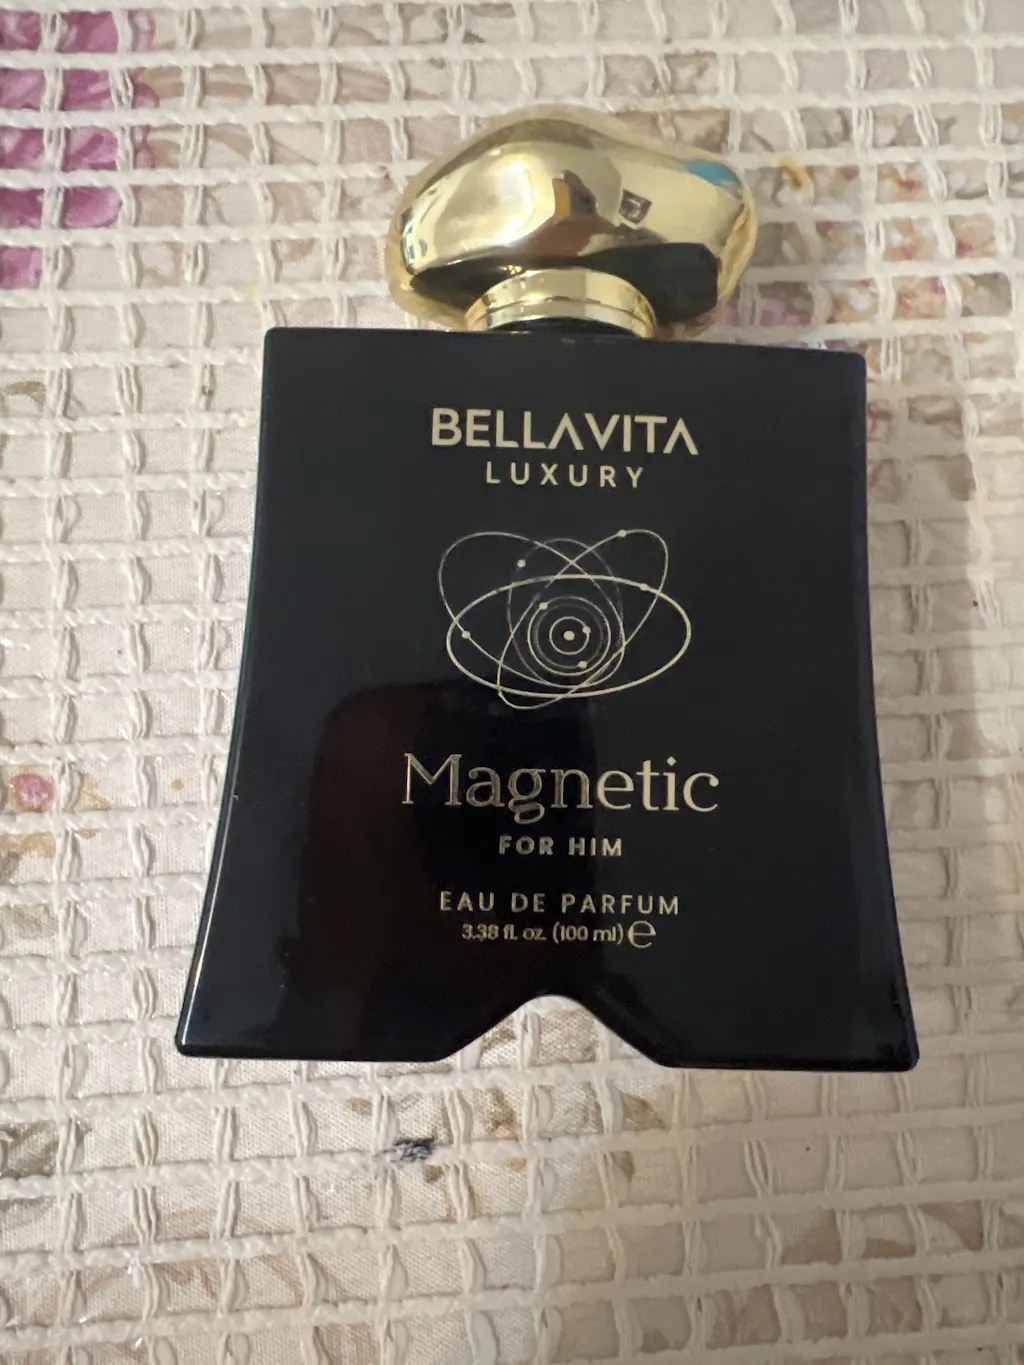 BELLAVITA
LUXURY
Magnetic
FOR HIM
EAU DE PARFUM
3.38 fl. oz. (100 ml) ℮